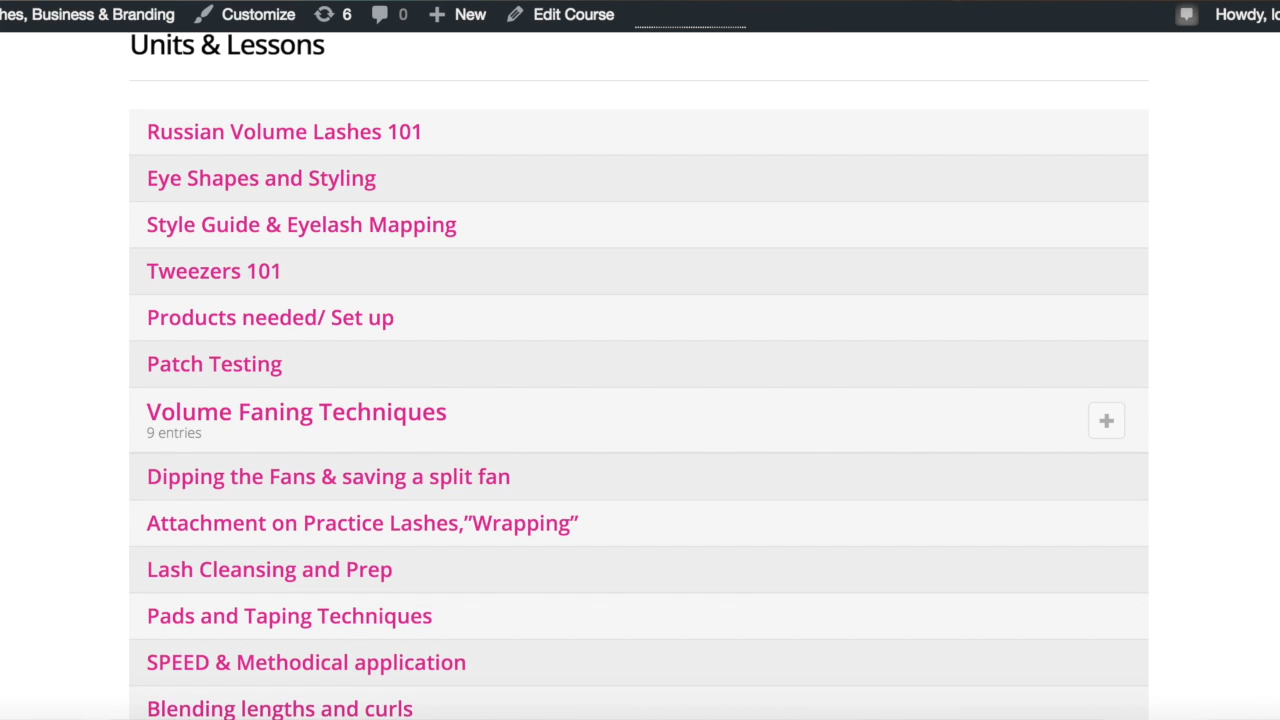 hes, Business & Branding Customize 6 0 New Edit Course Howdy, lo
Units & Lessons
Russian Volume Lashes 101
Eye Shapes and Styling
Style Guide & Eyelash Mapping
Tweezers 101
Products needed/ Set up
Patch Testing
Volume Faning Techniques
9 entries
Dipping the Fans & saving a split fan
Attachment on Practice Lashes,”Wrapping”
Lash Cleansing and Prep
Pads and Taping Techniques
SPEED & Methodical application
Blending lengths and curls